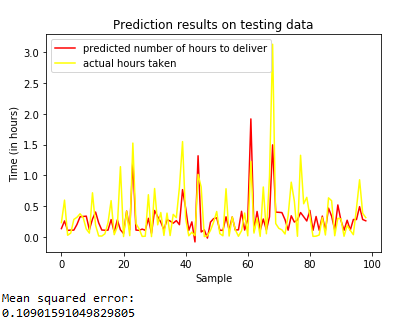 Prediction results on testing data
predicted number of hours to deliver
actual hours taken
Time (in hours)
3.0
2.5
2.0
1.5
1.0
0.5
0.0
0 20 40 60 80 100
Sample
Mean squared error:
0.10901591049829805